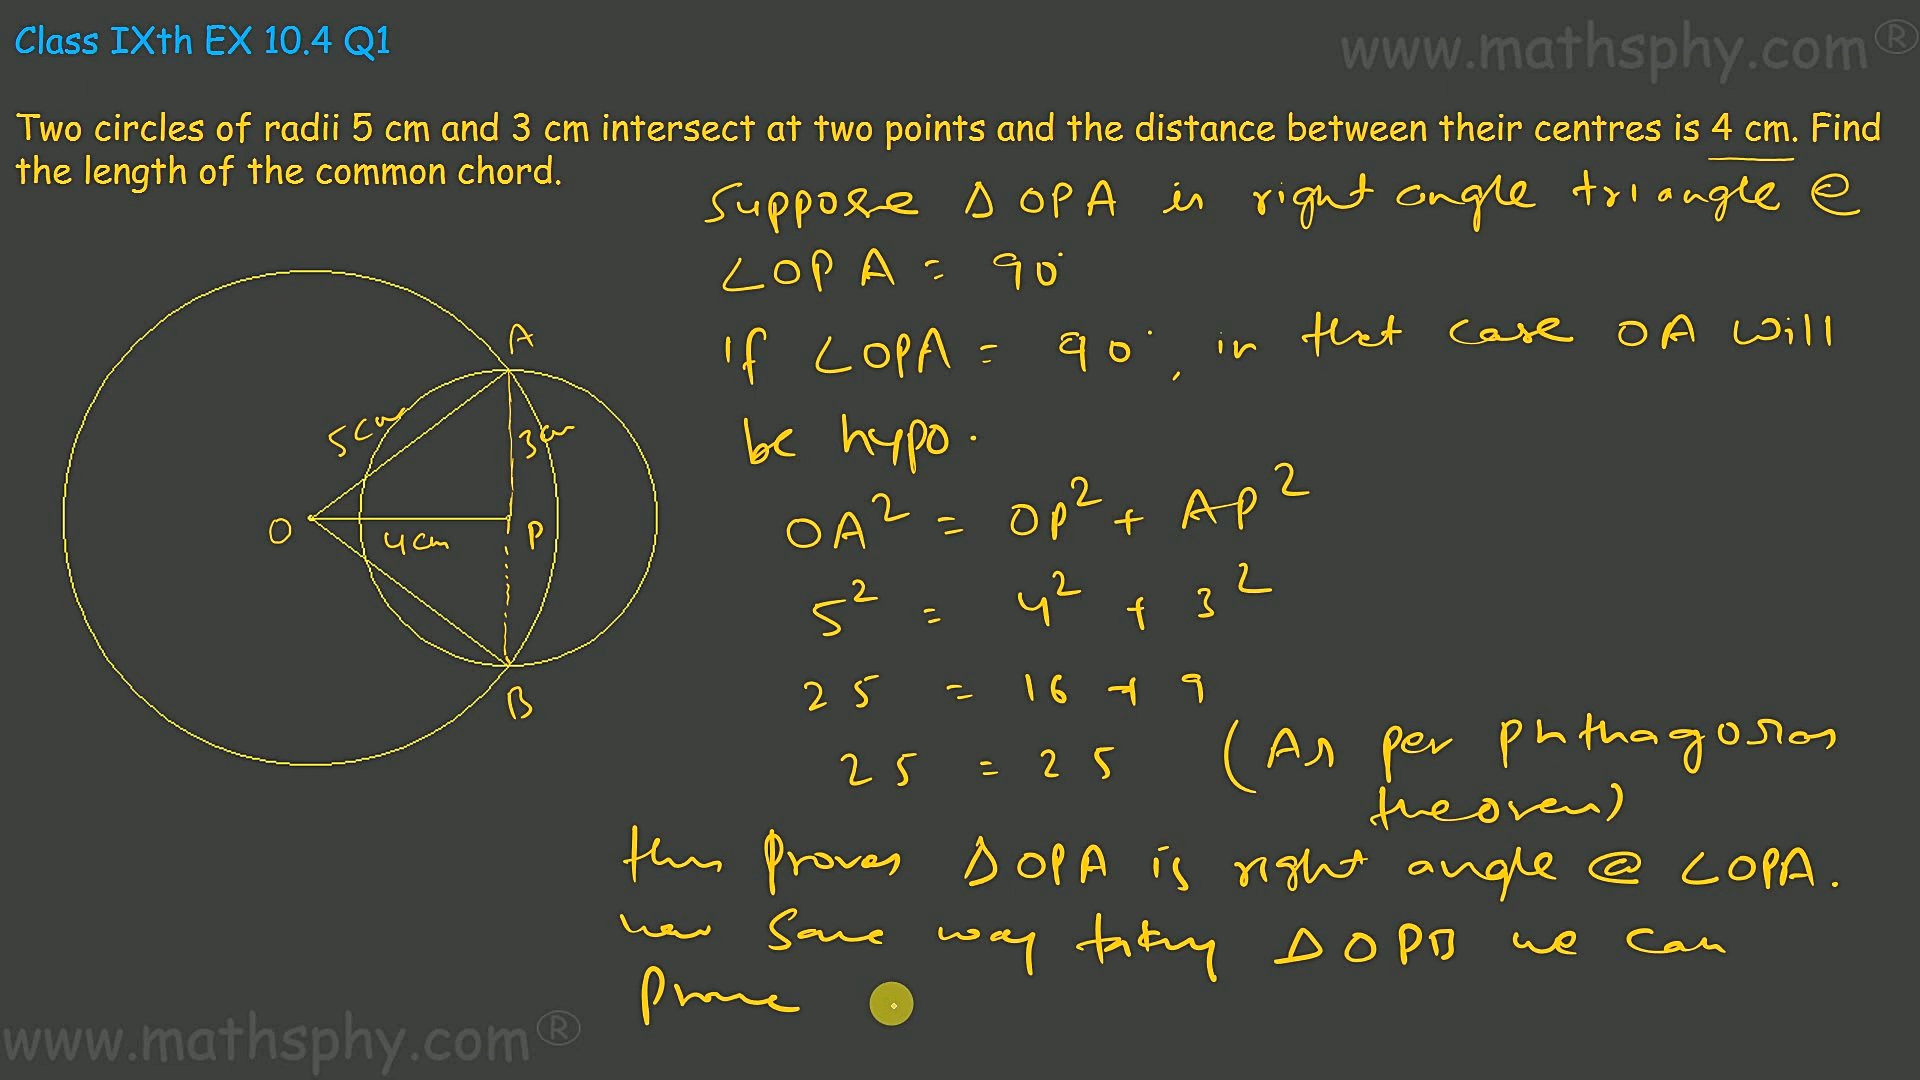 Class IXth EX 10.4 Q1
www.mathsphy.com®
Two circles of radii 5 cm and 3 cm intersect at two points and the distance between their centres is 4 cm. Find
the length of the common chord.
Suppose Δ OPA is right angle triangle @
∠OPA = 90°
If ∠OPA = 90°, in that case OA will
be hypo.
OA² = OP² + AP²
5² = 4² + 3²
25 = 16 + 9
25 = 25 (As per phthagoras
theorem)
thus Proves Δ OPA is right angle @ ∠OPA.
now Same way taking Δ OPB we can
Prove
A
5cm
3cm
O
4cm
P
B
www.mathsphy.com®